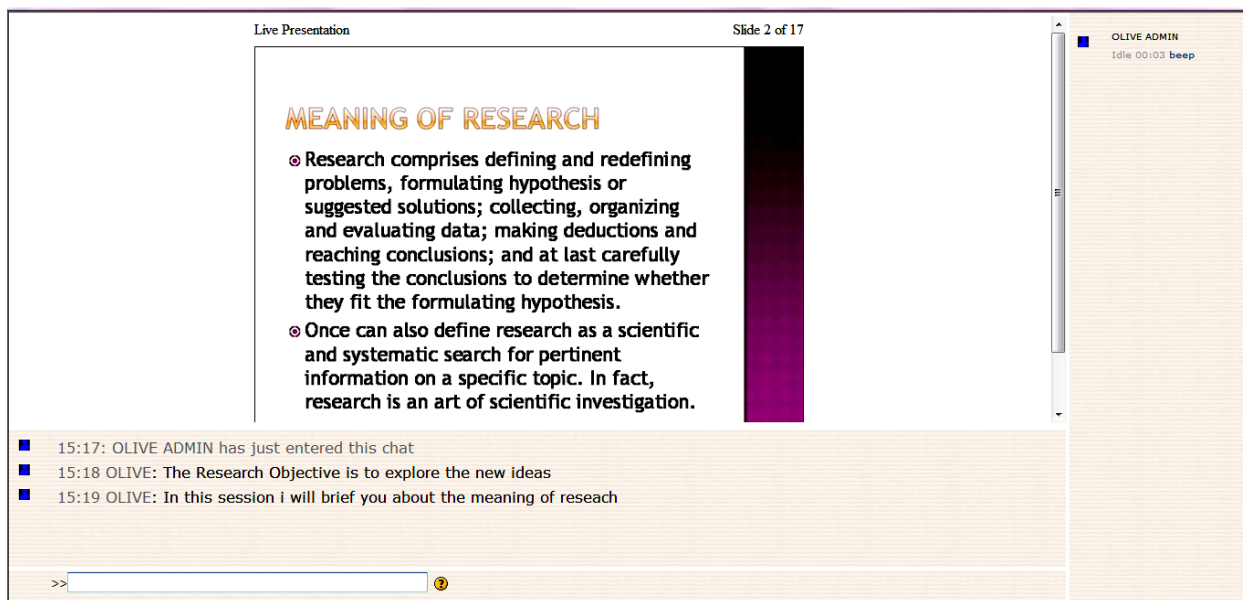 Live Presentation
Slide 2 of 17
MEANING OF RESEARCH
Research comprises defining and redefining
problems, formulating hypothesis or
suggested solutions; collecting, organizing
and evaluating data; making deductions and
reaching conclusions; and at last carefully
testing the conclusions to determine whether
they fit the formulating hypothesis.
Once can also define research as a scientific
and systematic search for pertinent
information on a specific topic. In fact,
research is an art of scientific investigation.
OLIVE ADMIN
Idle 00:03 beep
15:17: OLIVE ADMIN has just entered this chat
15:18 OLIVE: The Research Objective is to explore the new ideas
15:19 OLIVE: In this session i will brief you about the meaning of reseach
>>
?